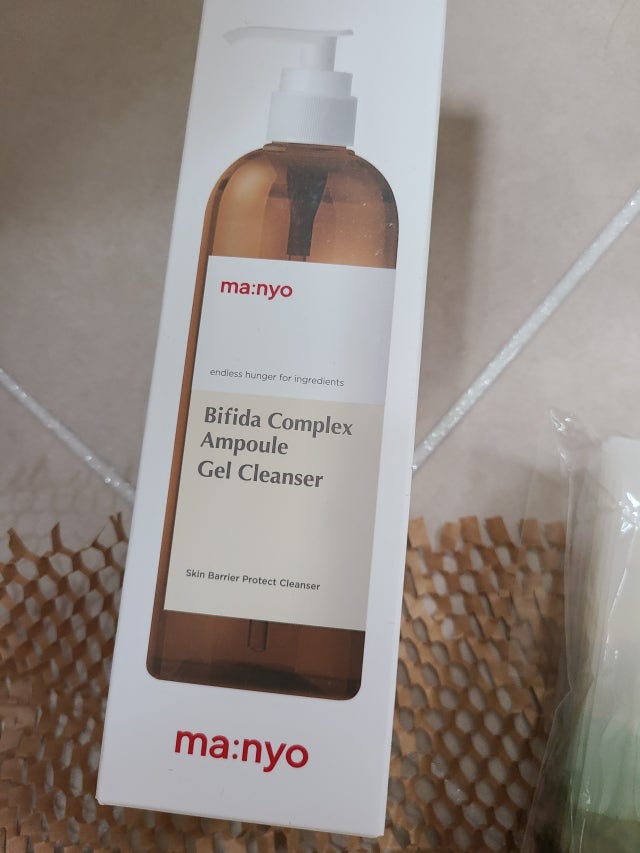 ma:nyo
endless hunger for ingredients
Bifida Complex
Ampoule
Gel Cleanser
Skin Barrier Protect Cleanser
ma:nyo